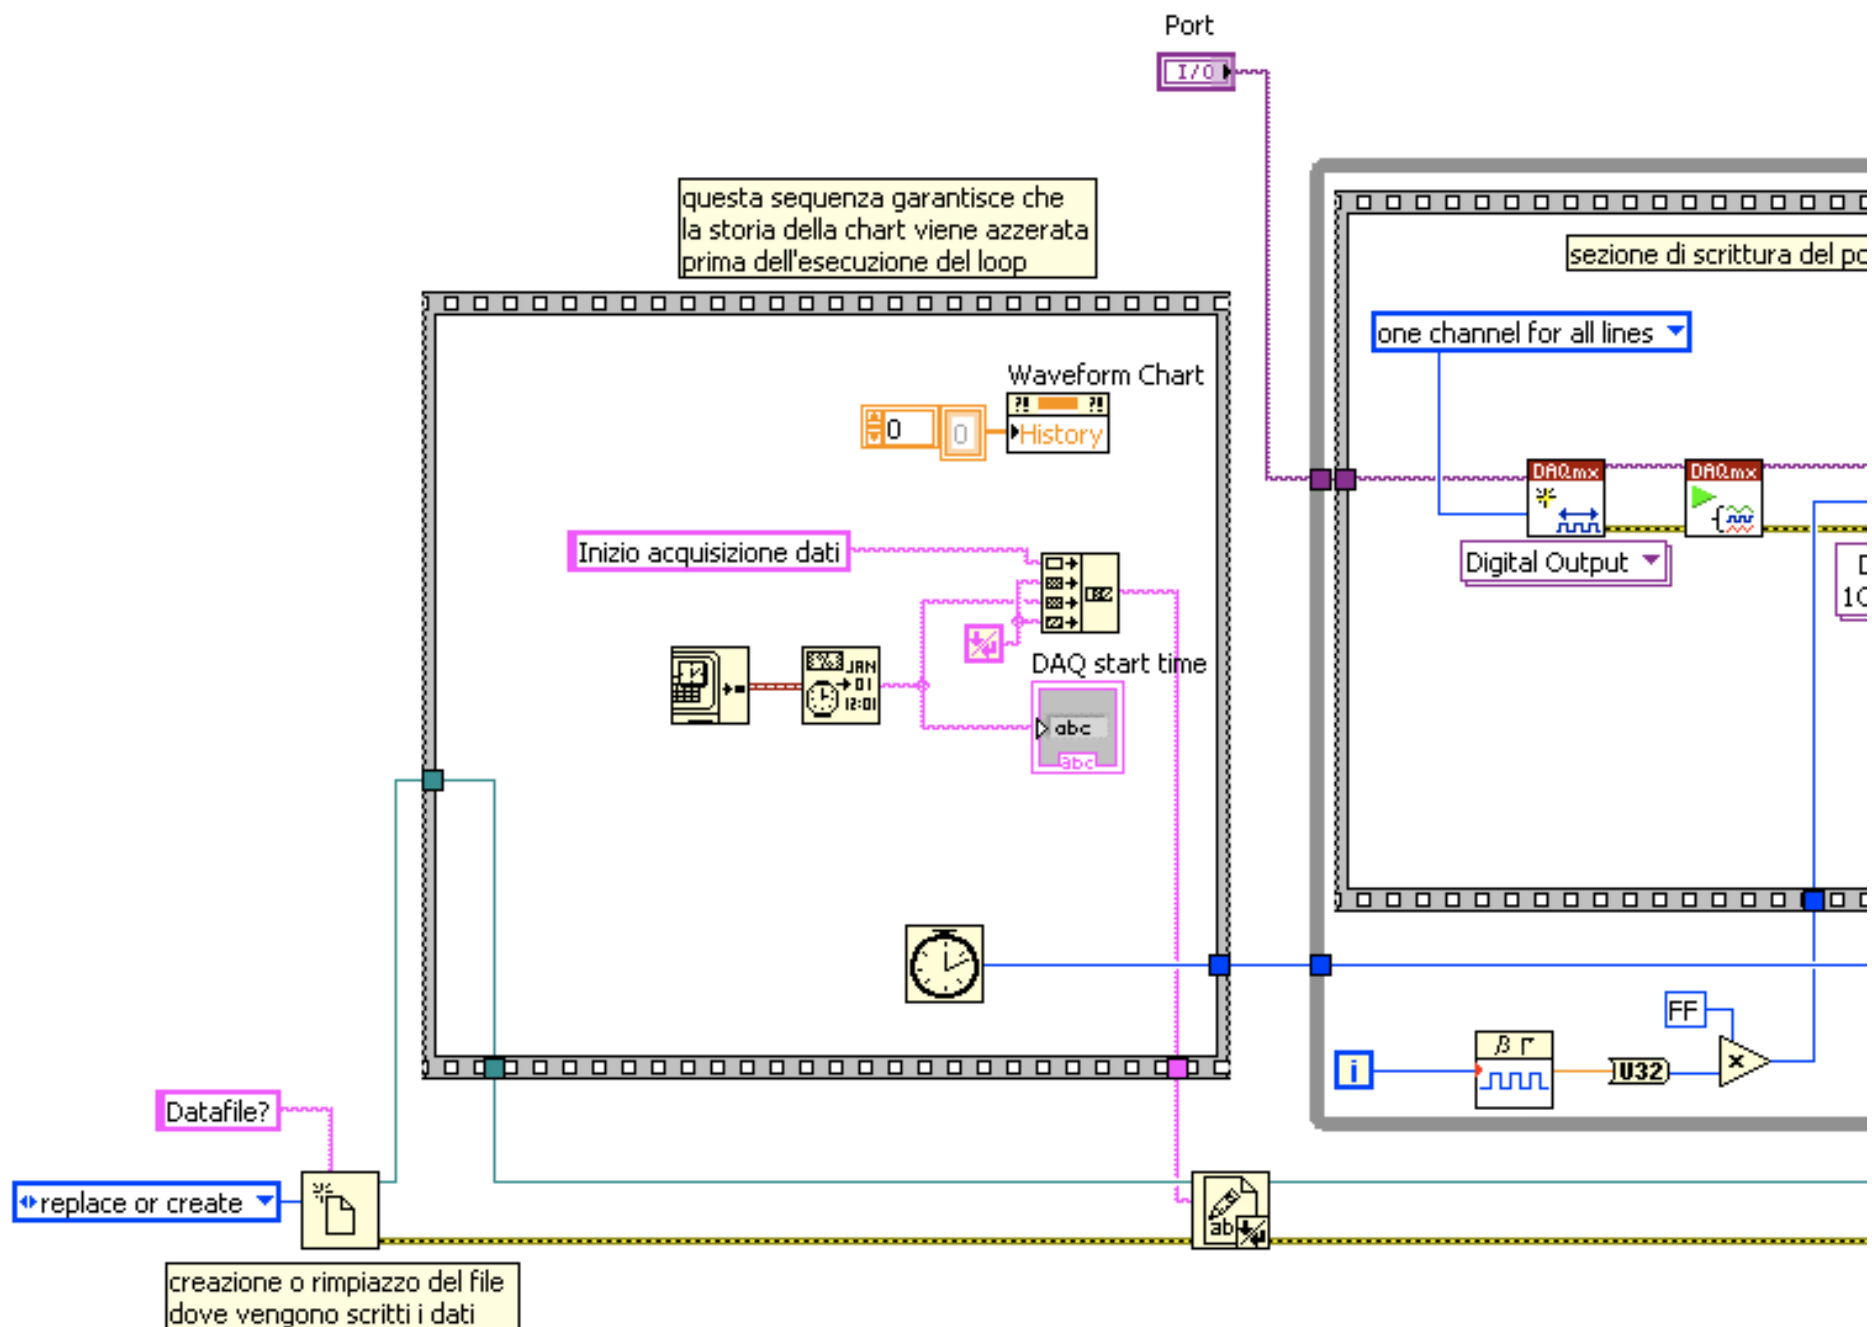 Port
I/O
questa sequenza garantisce che
la storia della chart viene azzerata
prima dell'esecuzione del loop
sezione di scrittura del
one channel for all lines
Waveform Chart
0
0
History
DAQmx
DAQmx
Inizio acquisizione dati
Digital Output
DAQ start time
JAN
01
12:01
abc
abc
FF
i
β Γ
U32
x
Datafile?
replace or create
ab
creazione o rimpiazzo del file
dove vengono scritti i dati